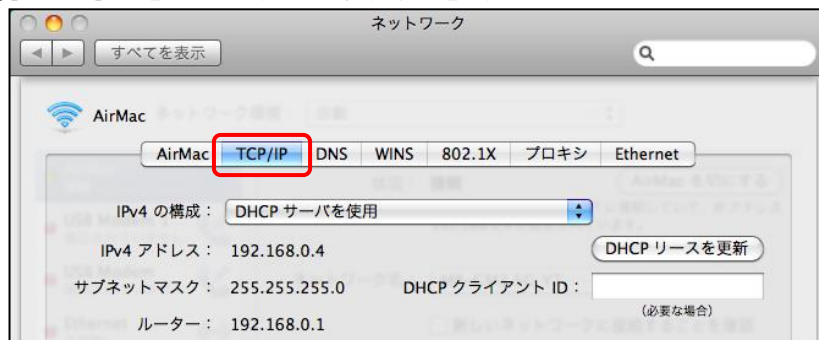 ネットワーク
すべてを表示
AirMac
AirMac TCP/IP DNS WINS 802.1X プロキシ Ethernet
IPv4 の構成： DHCP サーバを使用
IPv4 アドレス： 192.168.0.4 DHCP リースを更新
サブネットマスク： 255.255.255.0 DHCP クライアント ID：
(必要な場合)
ルーター： 192.168.0.1